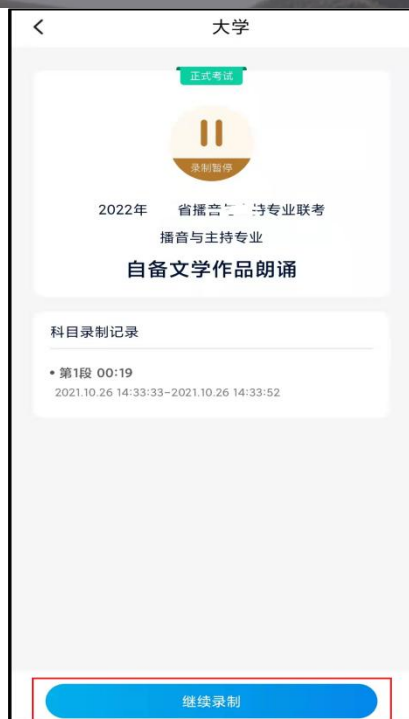 大学
正式考试
录制暂停
2022年 省播音 持专业联考
播音与主持专业
自备文学作品朗诵
科目录制记录
• 第1段 00:19
2021.10.26 14:33:33-2021.10.26 14:33:52
继续录制